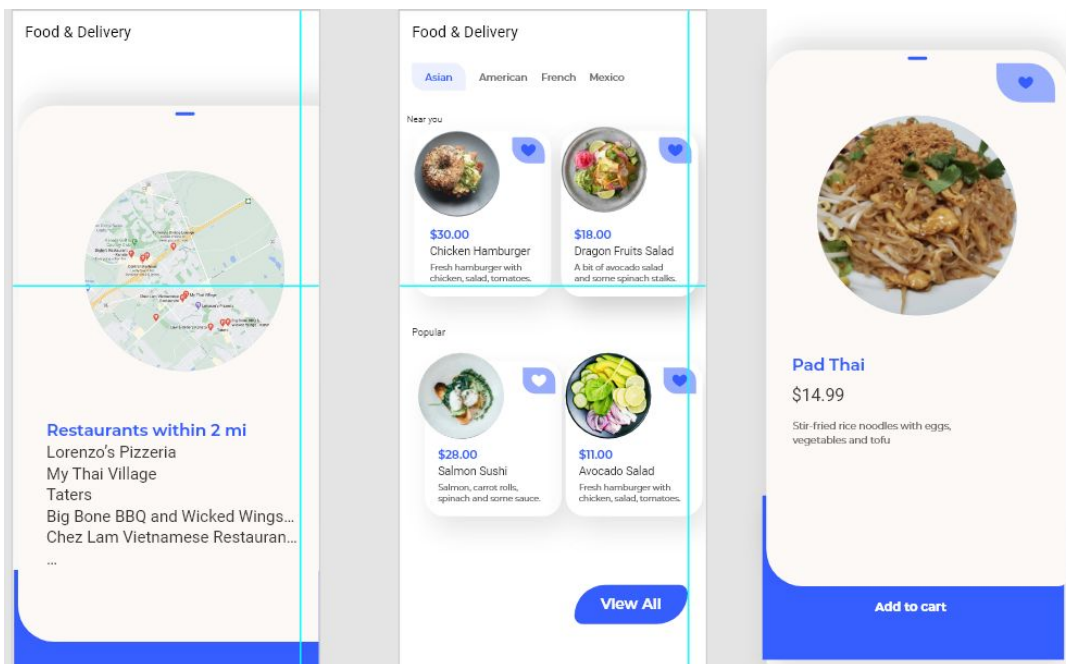 Food & Delivery
My Thai Village
Taters
Restaurants within 2 mi
Lorenzo's Pizzeria
My Thai Village
Taters
Big Bone BBQ and Wicked Wings...
Chez Lam Vietnamese Restauran...
...
Food & Delivery
Asian American French Mexico
Near you
$30.00
Chicken Hamburger
Fresh hamburger with
chicken, salad, tomatoes.
$18.00
Dragon Fruits Salad
A bit of avocado salad
and some spinach stalks.
Popular
$28.00
Salmon Sushi
Salmon, carrot rolls,
spinach and some sauce.
$11.00
Avocado Salad
Fresh hamburger with
chicken, salad, tomatoes.
View All
Pad Thai
$14.99
Stir-fried rice noodles with eggs,
vegetables and tofu
Add to cart